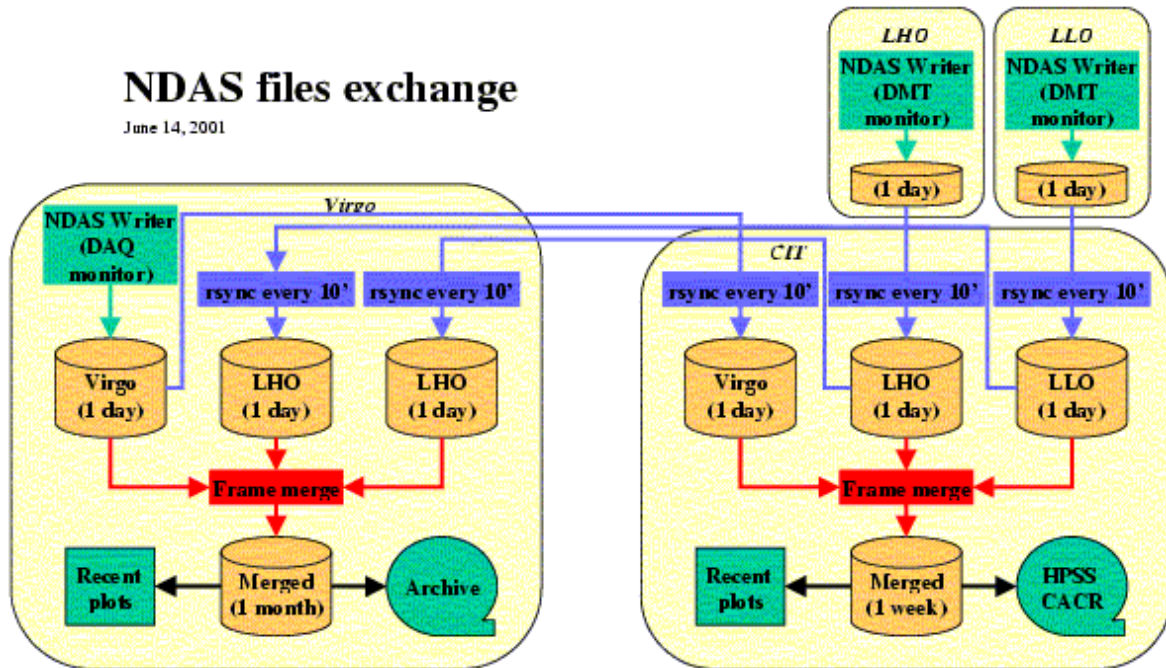 NDAS files exchange
June 14, 2001
LHO
NDAS Writer
(DMT
monitor)
(1 day)
LLO
NDAS Writer
(DMT
monitor)
(1 day)
Virgo
NDAS Writer
(DAQ
monitor)
rsync every 10'
rsync every 10'
Virgo
(1 day)
LHO
(1 day)
LHO
(1 day)
Frame merge
Recent
plots
Merged
(1 month)
Archive
CIT
rsync every 10'
rsync every 10'
rsync every 10'
Virgo
(1 day)
LHO
(1 day)
LLO
(1 day)
Frame merge
Recent
plots
Merged
(1 week)
HPSS
CACR